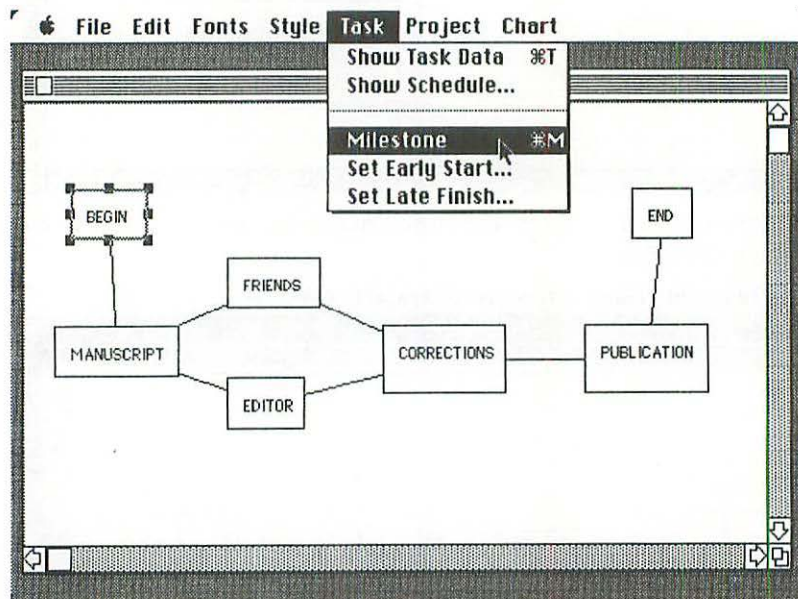 File Edit Fonts Style Task Project Chart
Show Task Data ⌘T
Show Schedule...
Milestone ⌘M
Set Early Start...
Set Late Finish...
BEGIN
END
FRIENDS
MANUSCRIPT
CORRECTIONS
PUBLICATION
EDITOR